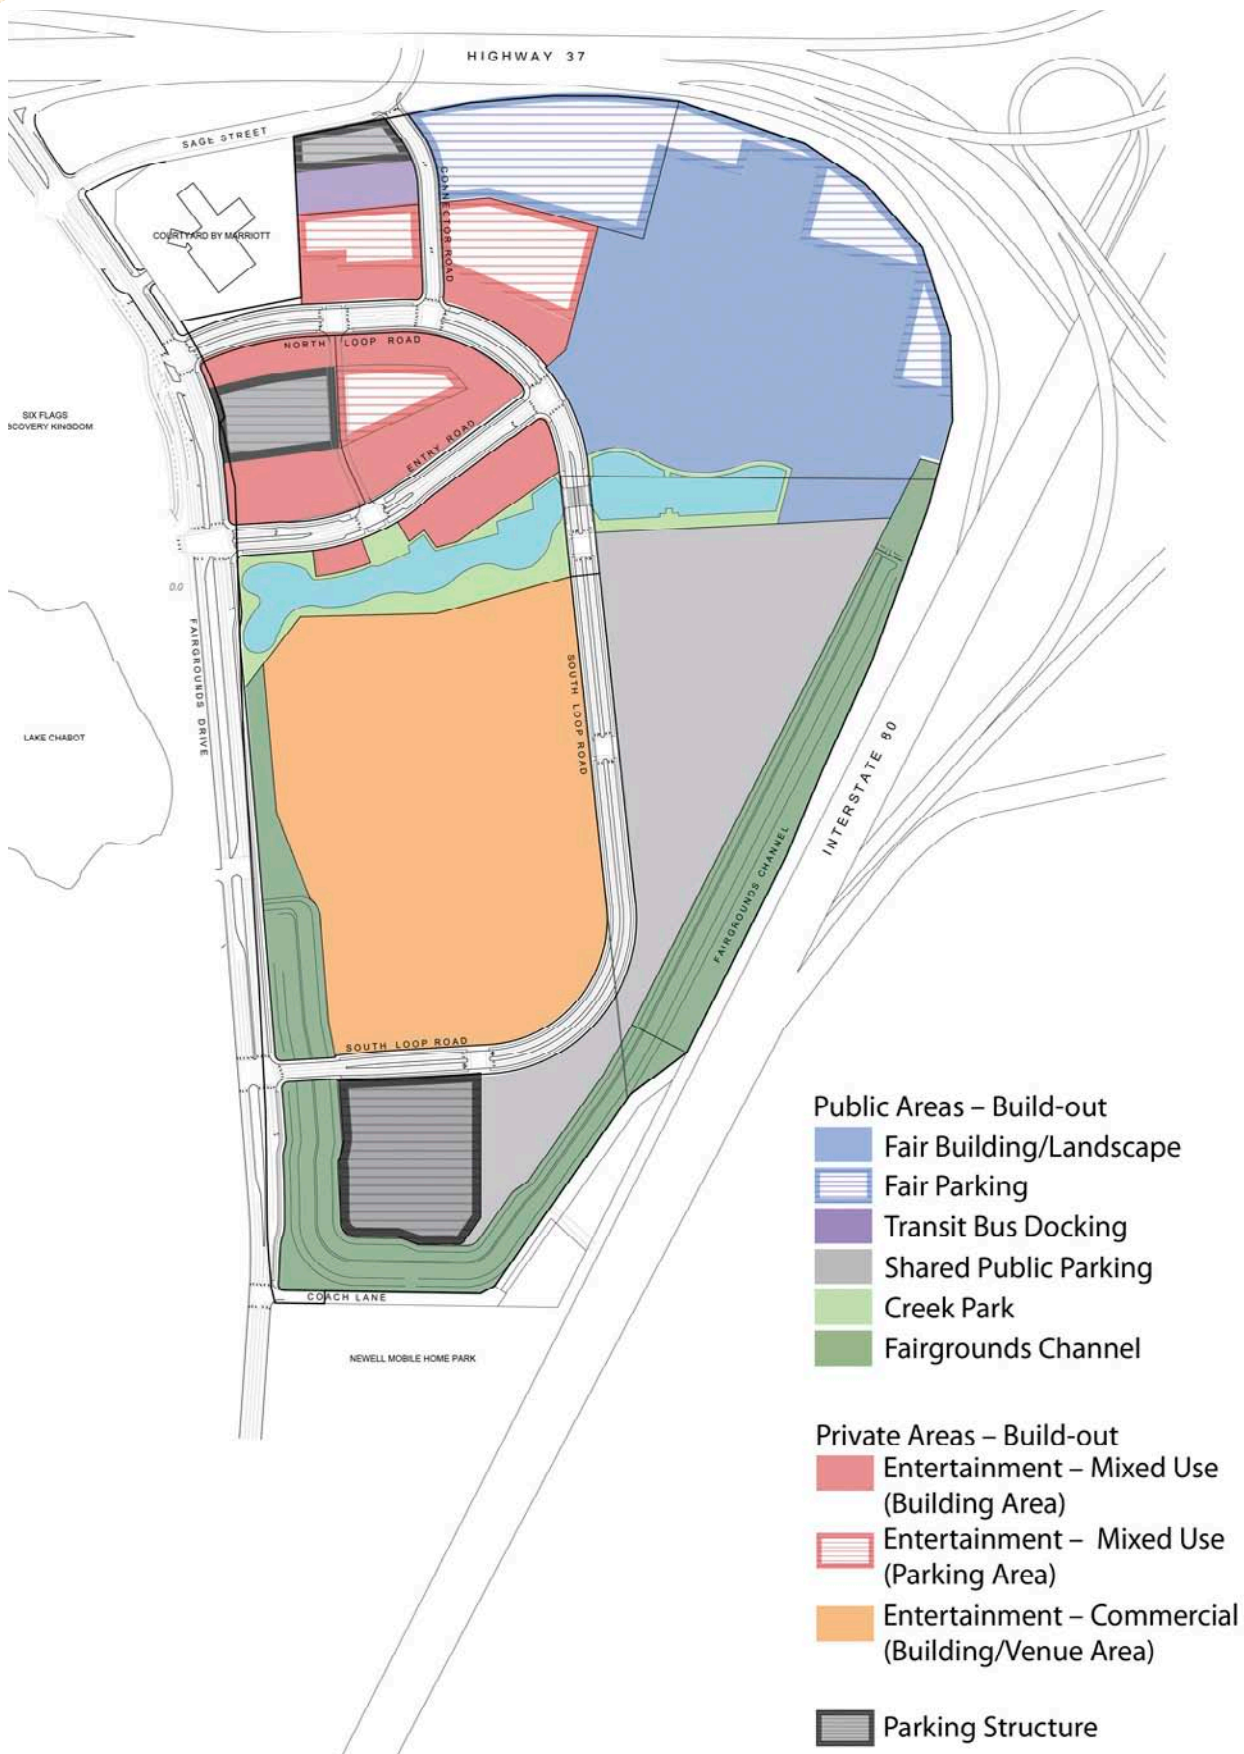 HIGHWAY 37
SAGE STREET
CONNECTOR ROAD
COURTYARD BY MARRIOTT
NORTH LOOP ROAD
SIX FLAGS
SCOVERY KINGDOM
ENTRY ROAD
0.0
FAIRGROUNDS DRIVE
SOUTH LOOP ROAD
LAKE CHABOT
INTERSTATE 80
FAIRGROUNDS CHANNEL
SOUTH LOOP ROAD
COACH LANE
NEWELL MOBILE HOME PARK
Public Areas – Build-out
Fair Building/Landscape
Fair Parking
Transit Bus Docking
Shared Public Parking
Creek Park
Fairgrounds Channel
Private Areas – Build-out
Entertainment – Mixed Use
(Building Area)
Entertainment – Mixed Use
(Parking Area)
Entertainment – Commercial
(Building/Venue Area)
Parking Structure